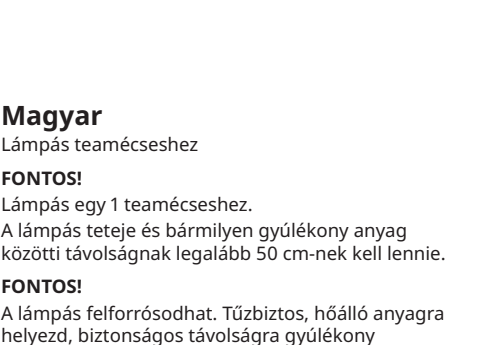 Magyar
Lámpás teamécseshez
FONTOS!
Lámpás egy 1 teamécseshez.
A lámpás teteje és bármilyen gyúlékony anyag
közötti távolságnak legalább 50 cm-nek kell lennie.
FONTOS!
A lámpás felforrósodhat. Tűzbiztos, hőálló anyagra
helyezd, biztonságos távolságra gyúlékony